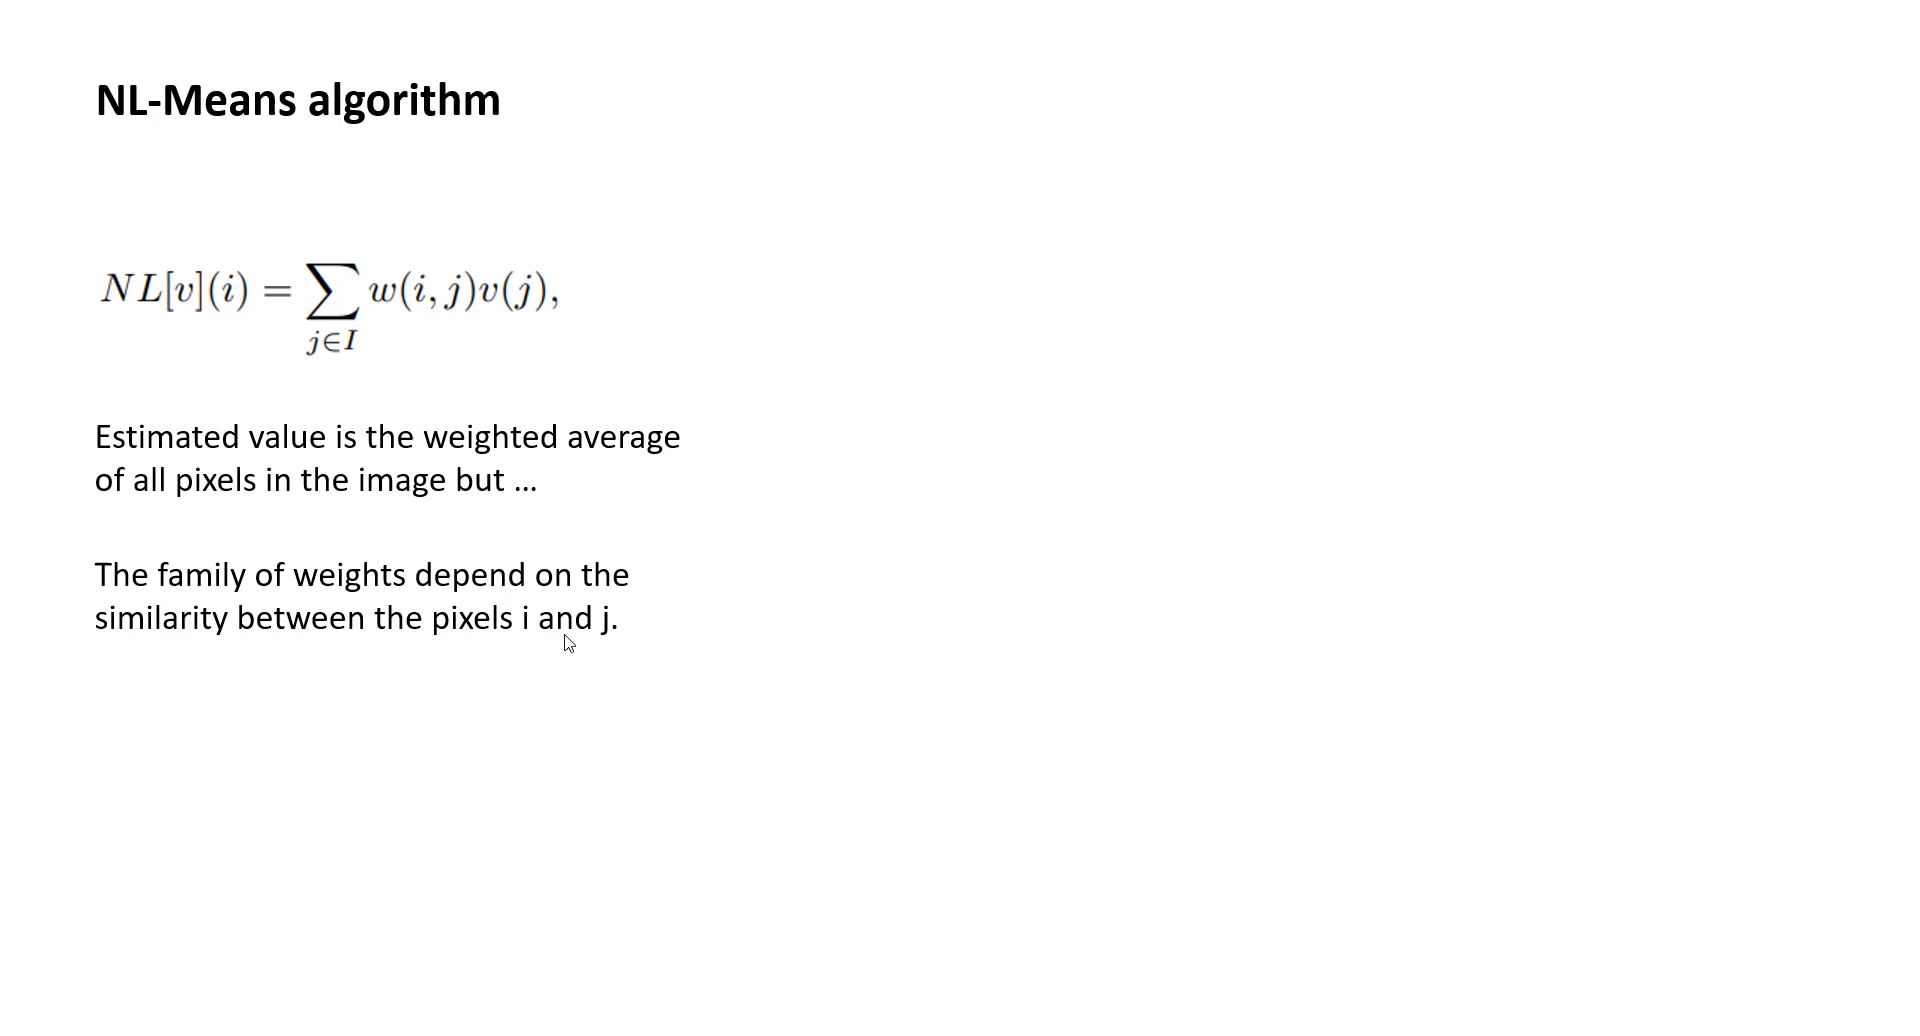 NL-Means algorithm
NL[v](i) = ∑ w(i, j)v(j),
j∈I
Estimated value is the weighted average
of all pixels in the image but ...
The family of weights depend on the
similarity between the pixels i and j.